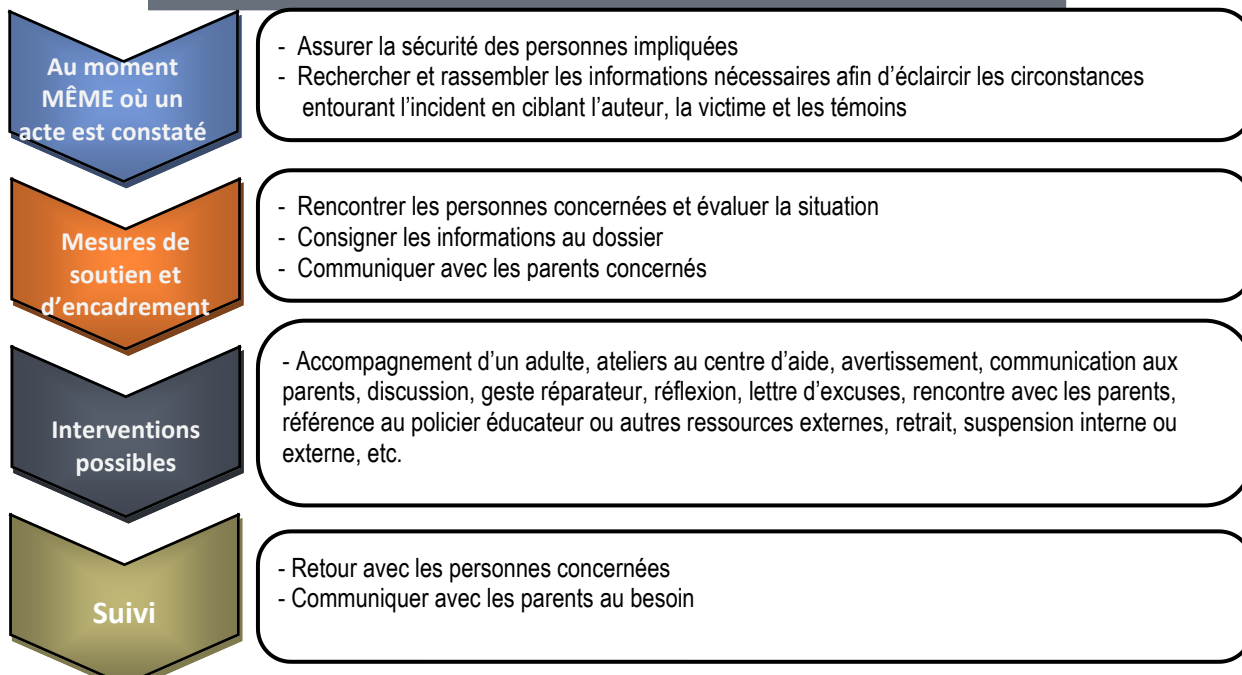 Au moment
MÊME où un
acte est constaté
- Assurer la sécurité des personnes impliquées
- Rechercher et rassembler les informations nécessaires afin d’éclaircir les circonstances
entourant l’incident en ciblant l’auteur, la victime et les témoins
Mesures de
soutien et
d’encadrement
- Rencontrer les personnes concernées et évaluer la situation
- Consigner les informations au dossier
- Communiquer avec les parents concernés
Interventions
possibles
- Accompagnement d’un adulte, ateliers au centre d’aide, avertissement, communication aux
parents, discussion, geste réparateur, réflexion, lettre d’excuses, rencontre avec les parents,
référence au policier éducateur ou autres ressources externes, retrait, suspension interne ou
externe, etc.
Suivi
- Retour avec les personnes concernées
- Communiquer avec les parents au besoin